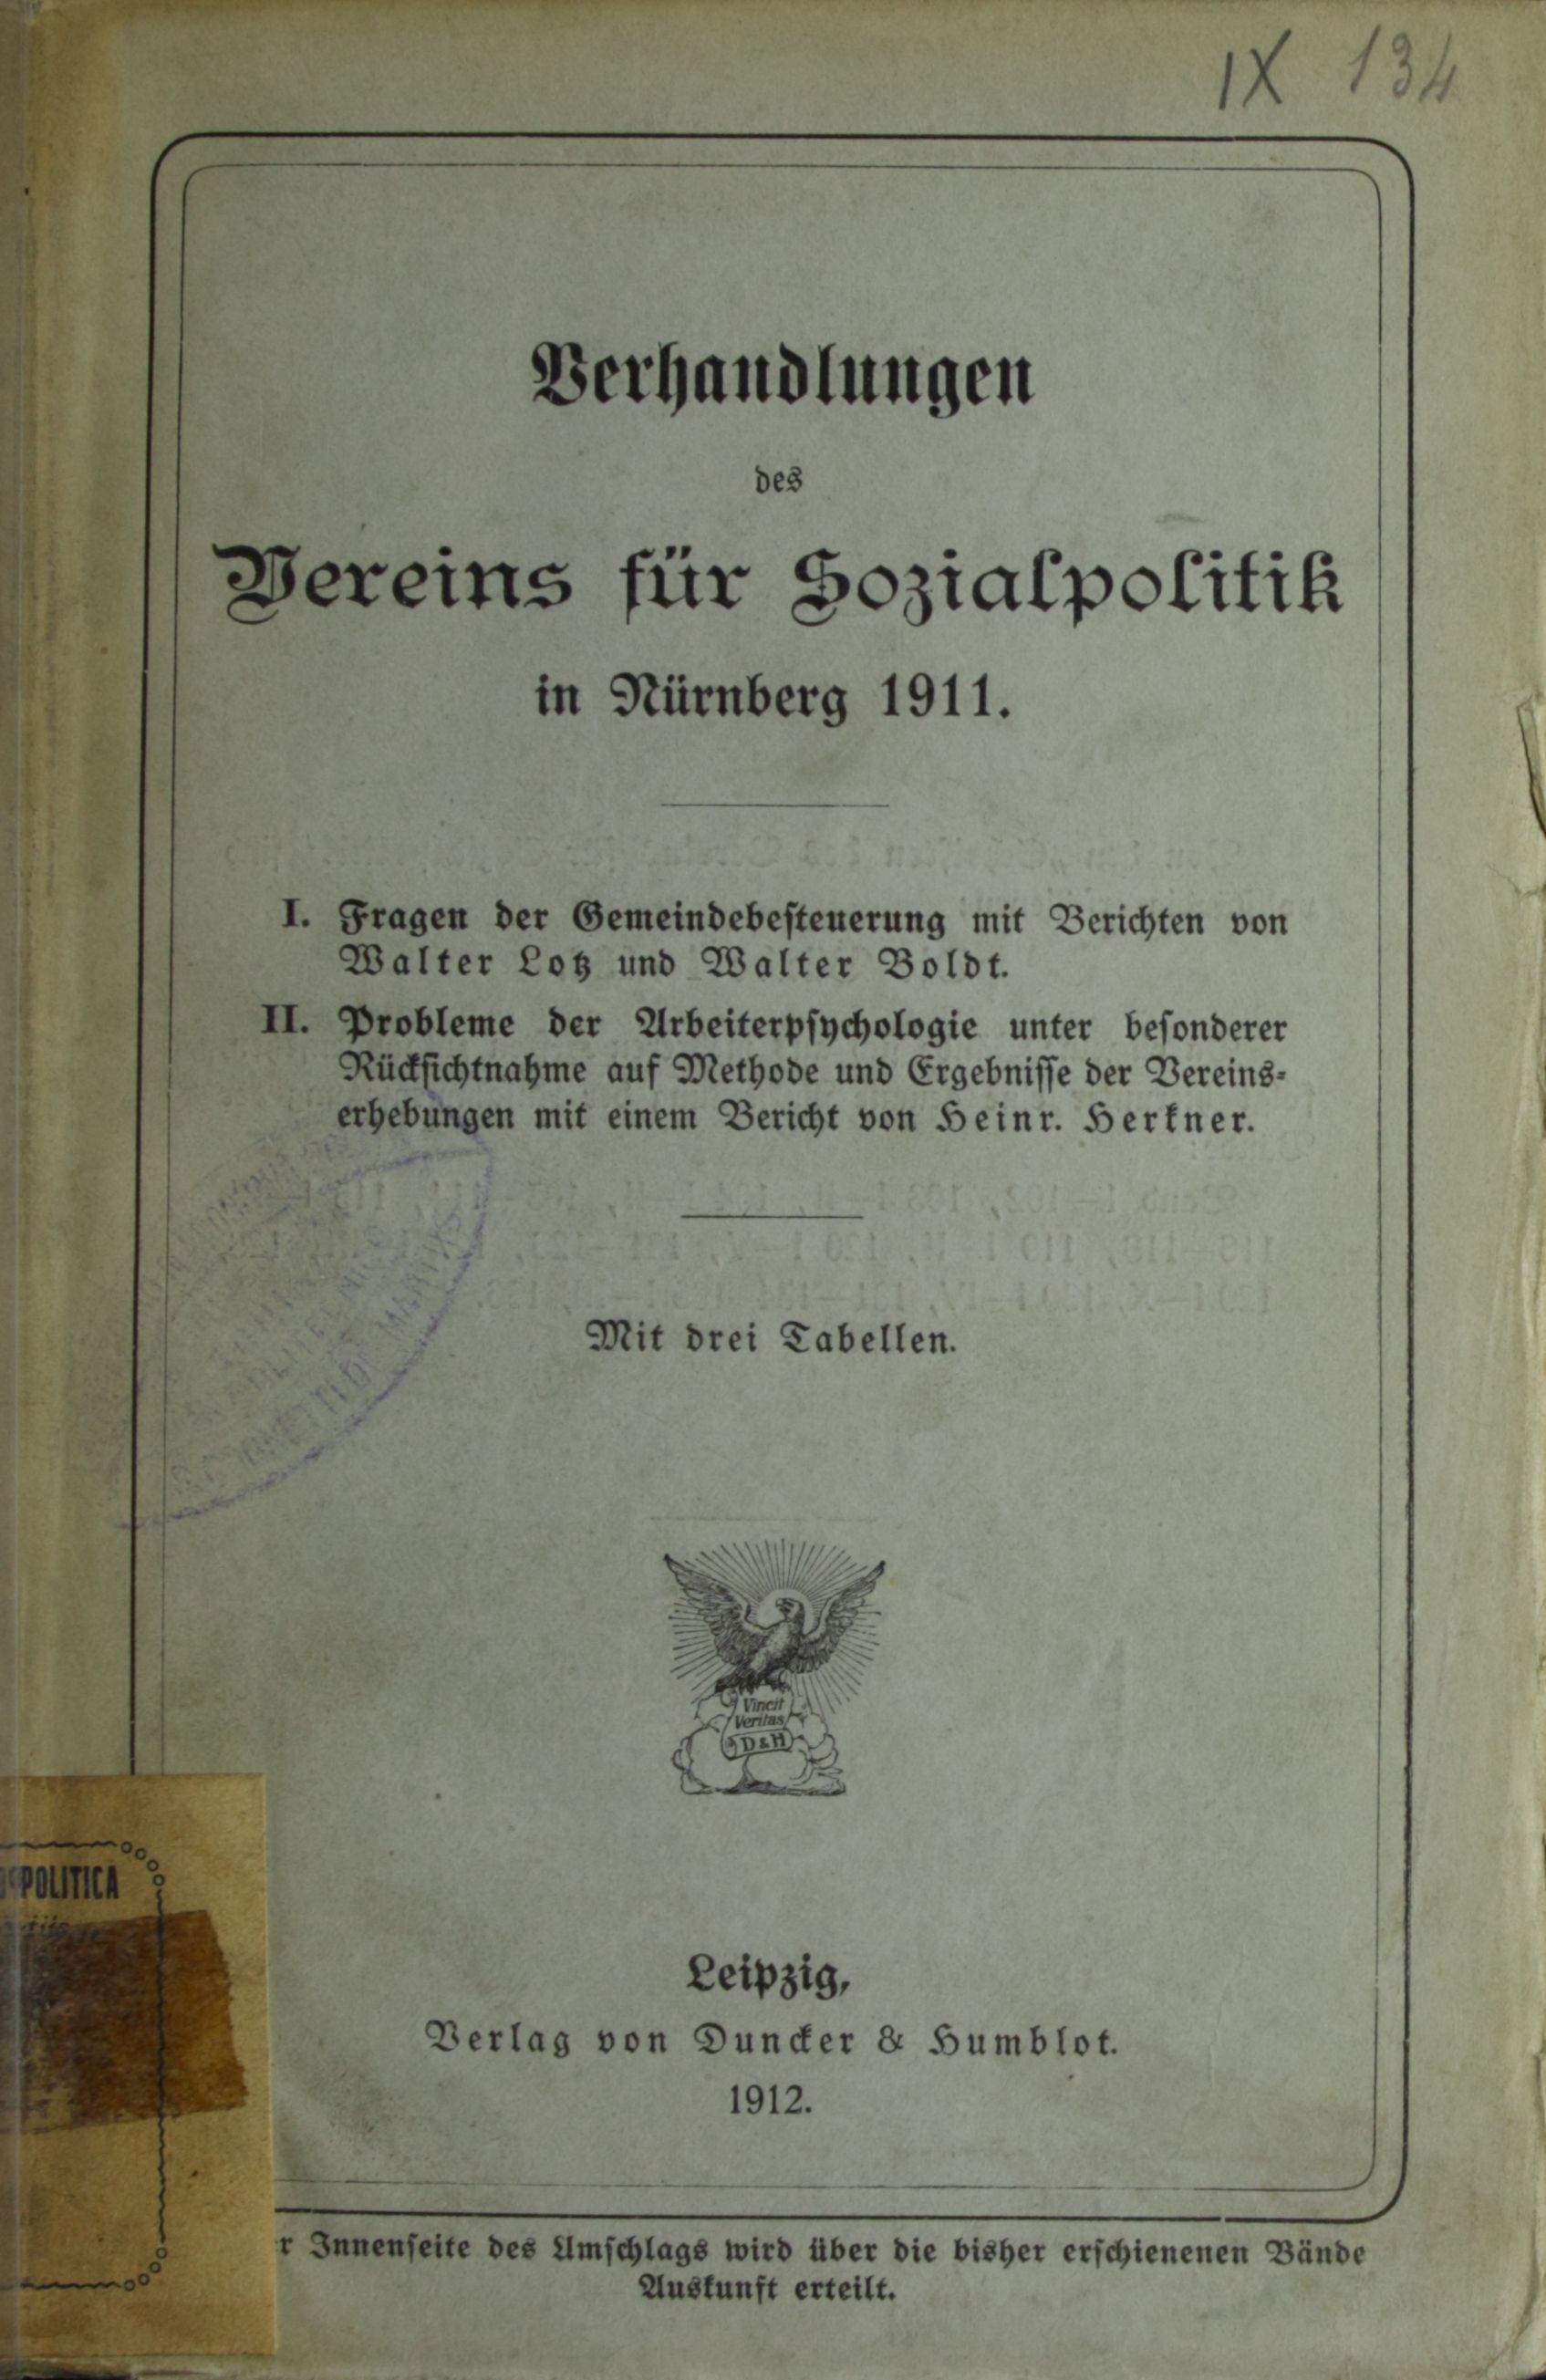 IX 134
Verhandlungen
des
Vereins für Sozialpolitik
in Nürnberg 1911.
I. Fragen der Gemeindebesteuerung mit Berichten von
Walter Lotz und Walter Boldt.
II. Probleme der Arbeiterpsychologie unter besonderer
Rücksichtnahme auf Methode und Ergebnisse der Vereins-
erhebungen mit einem Bericht von Heinr. Herkner.
Mit drei Tabellen.
Vincit
Veritas
D & H
POLITICA
Leipzig,
Verlag von Duncker & Humblot.
1912.
r Innenseite des Umschlags wird über die bisher erschienenen Bände
Auskunft erteilt.